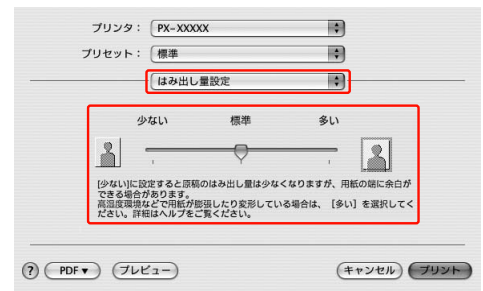 プリンタ： PX-XXXXX
プリセット： 標準
はみ出し量設定
少ない 標準 多い
[少ない]に設定すると原稿のはみ出し量は少なくなりますが、用紙の端に余白が
できる場合があります。
高温度環境などで用紙が膨張したり変形している場合は、［多い］を選択してく
ださい。詳細はヘルプをご覧ください。
? PDF▼ プレビュー キャンセル プリント